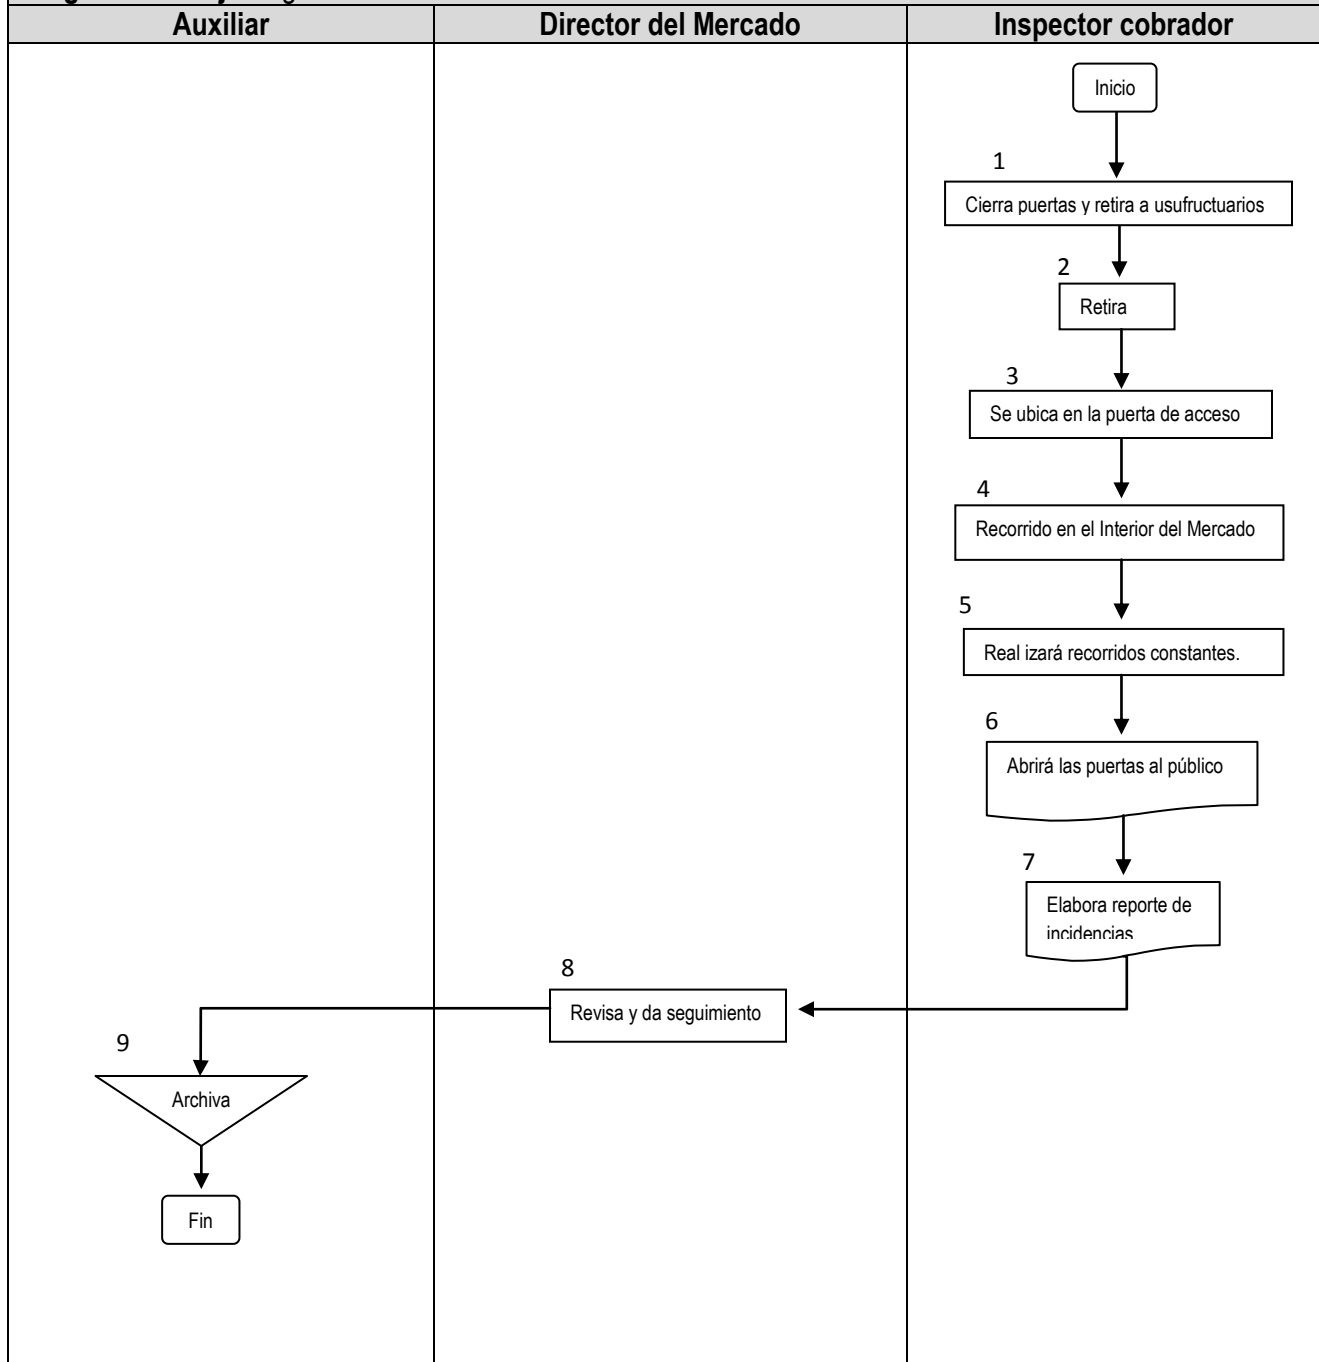 Auxiliar
Director del Mercado
Inspector cobrador
Inicio
1
Cierra puertas y retira a usufructuarios
2
Retira
3
Se ubica en la puerta de acceso
4
Recorrido en el Interior del Mercado
5
Real izará recorridos constantes.
6
Abrirá las puertas al público
7
Elabora reporte de
incidencias
8
Revisa y da seguimiento
9
Archiva
Fin